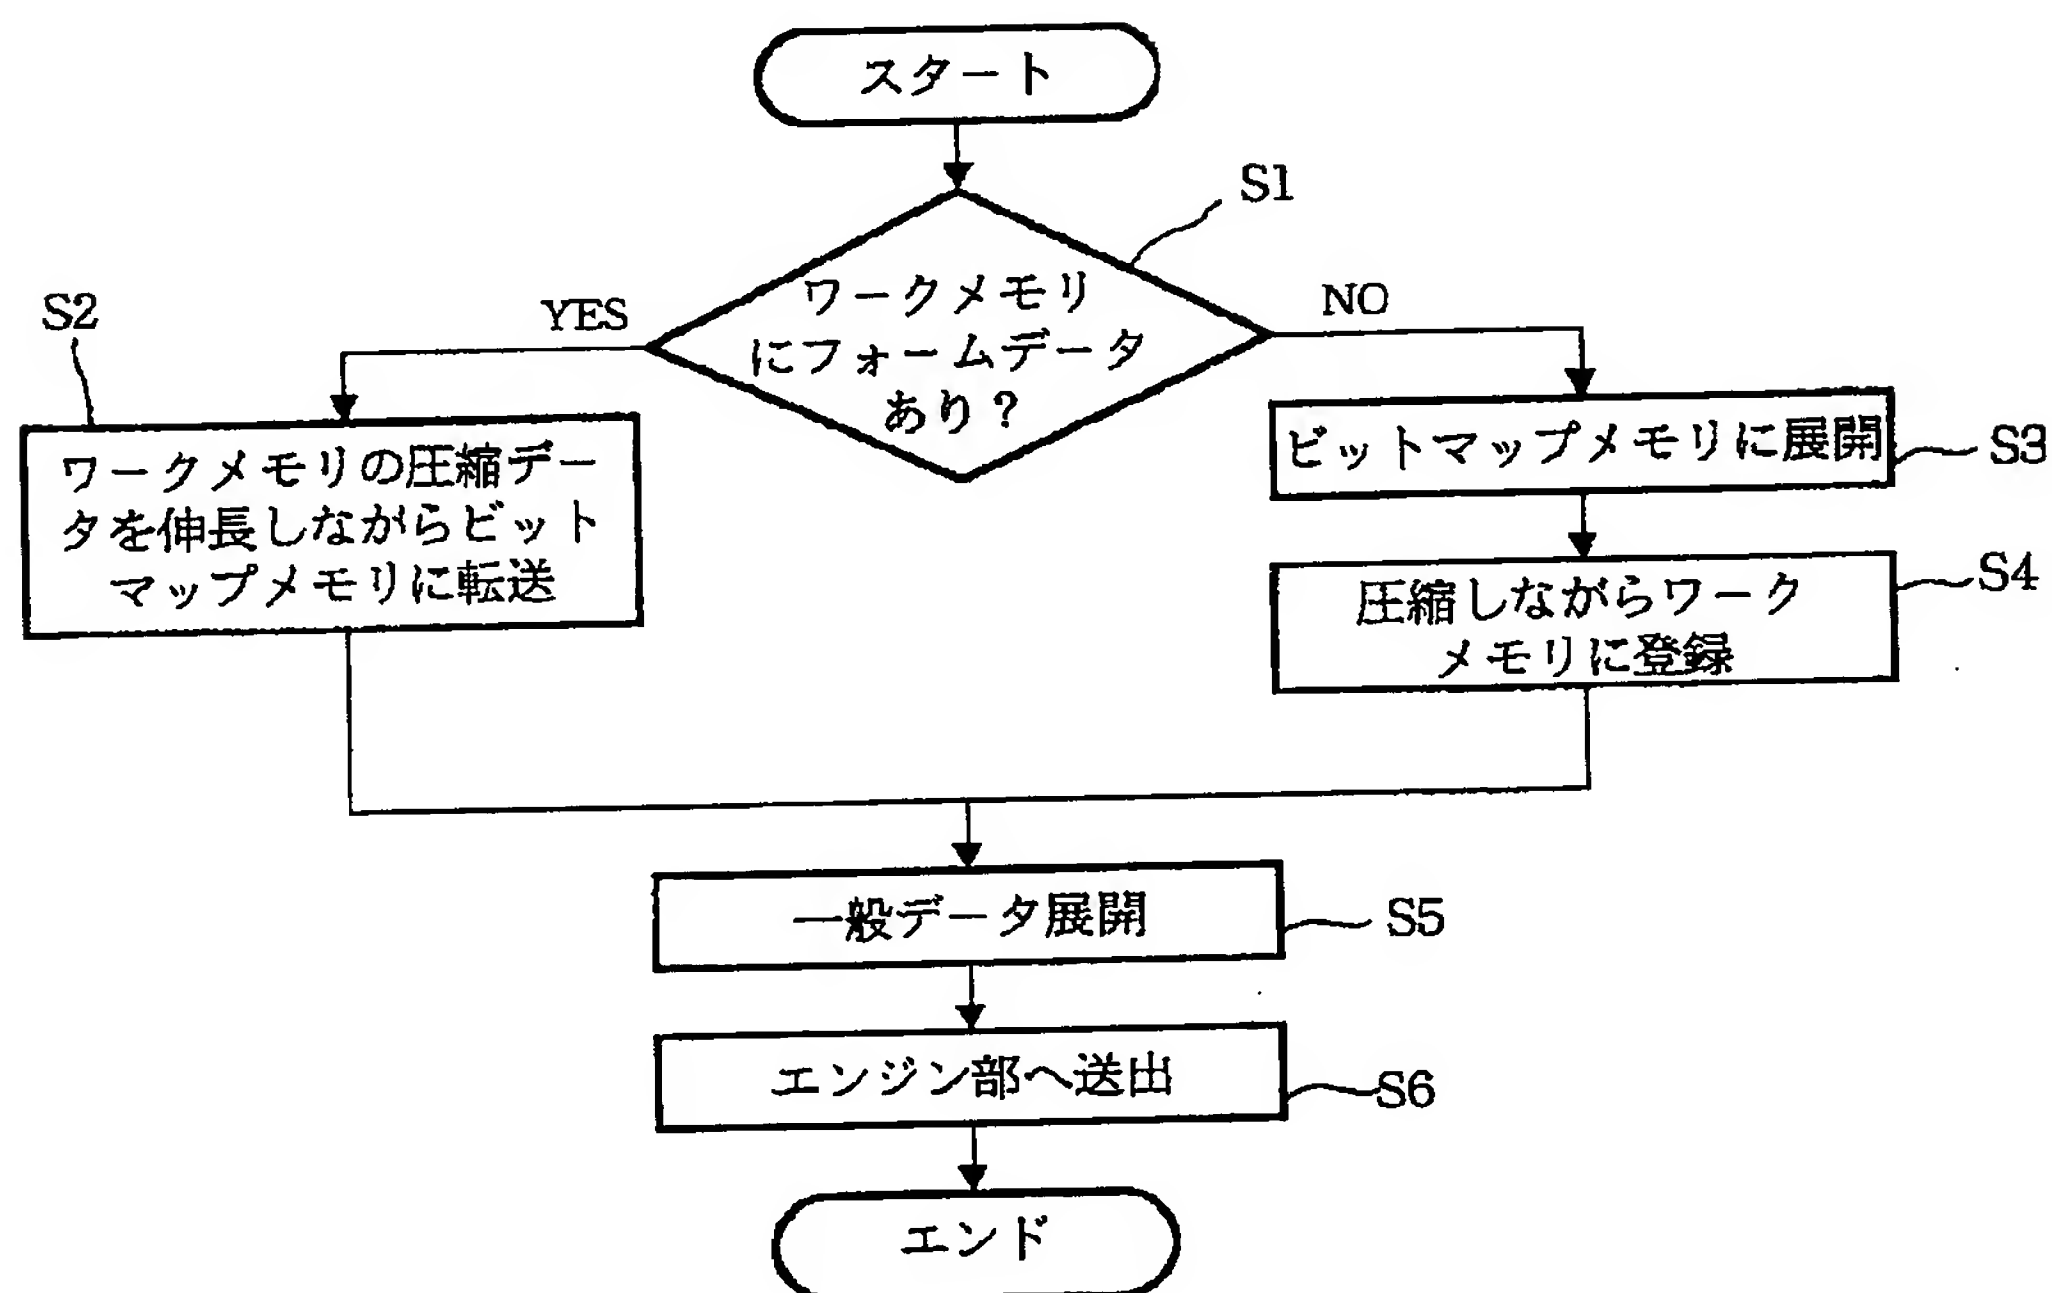 スタート
S1
ワークメモリ
にフォームデータ
あり?
YES
NO
S2
ワークメモリの圧縮デー
タを伸長しながらビット
マップメモリに転送
ビットマップメモリに展開
S3
圧縮しながらワーク
メモリに登録
S4
一般データ展開
S5
エンジン部へ送出
S6
エンド